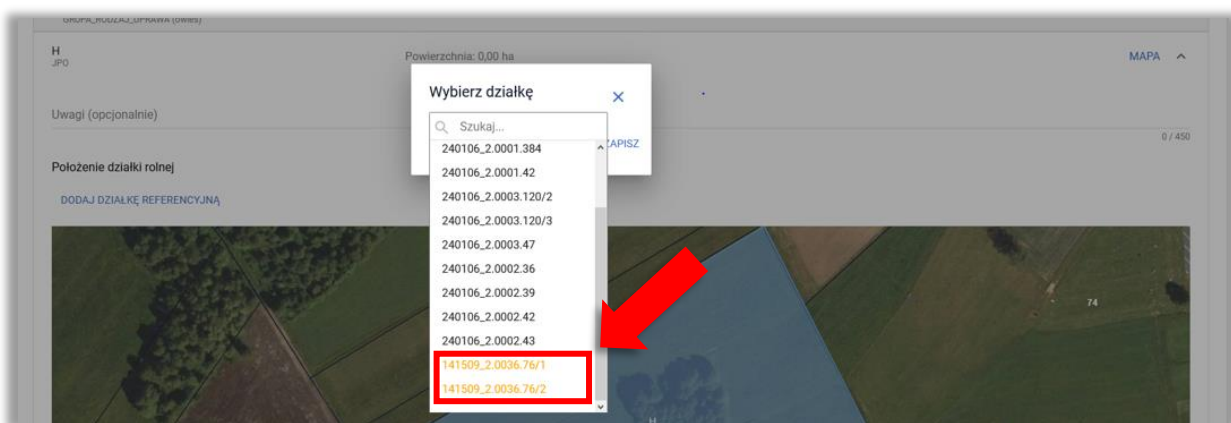 GRUPA_RODZAJ_UPRAWA (owies)
H
JPO
Powierzchnia: 0,00 ha
MAPA
Wybierz działkę
Uwagi (opcjonalnie)
Szukaj...
0 / 450
ZAPISZ
240106_2.0001.384
Położenie działki rolnej
240106_2.0001.42
240106_2.0003.120/2
DODAJ DZIAŁKĘ REFERENCYJNĄ
240106_2.0003.120/3
240106_2.0003.47
240106_2.0002.36
240106_2.0002.39
74
240106_2.0002.42
240106_2.0002.43
141509_2.0036.76/1
141509_2.0036.76/2
H